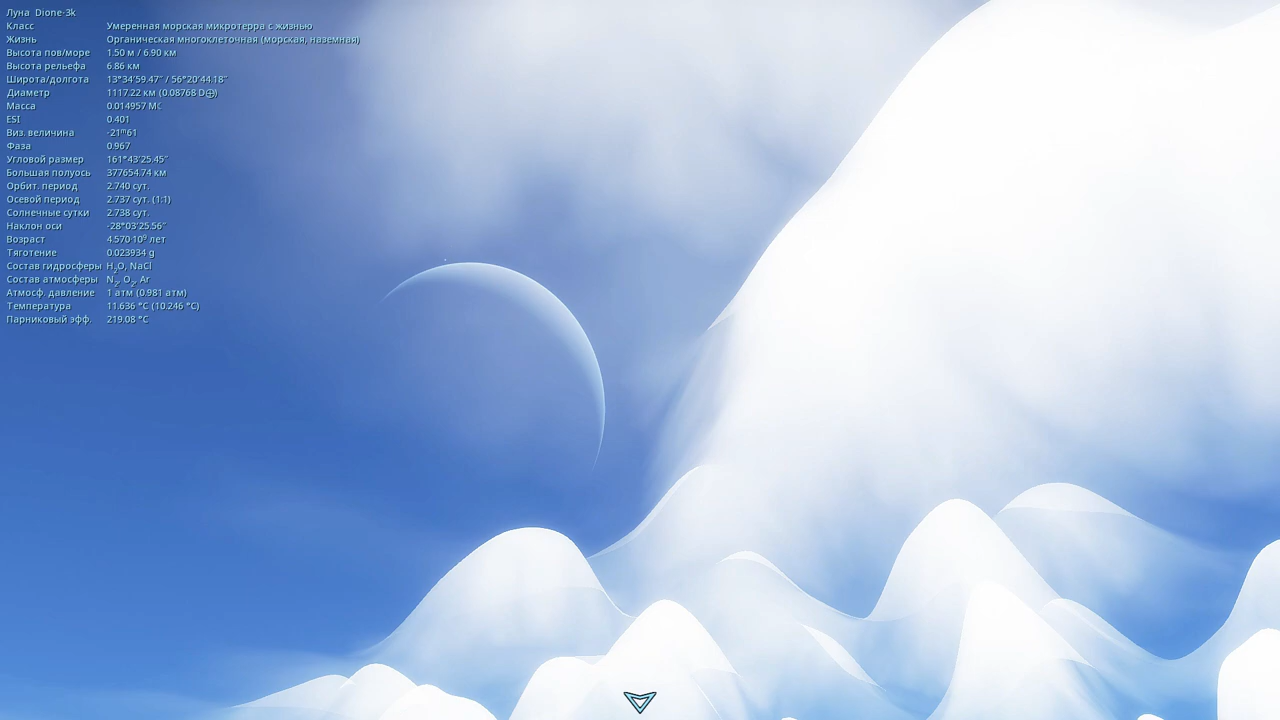 Луна Dione-3k
Класс Умеренная морская микротерра с жизнью
Жизнь Органическая многоклеточная (морская, наземная)
Высота пов/море 1.50 м / 6.90 км
Высота рельефа 6.86 км
Широта/долгота 13°34'59.47" / 56°20'44.18"
Диаметр 1117.22 км (0.08768 D⊕)
Масса 0.014957 M☾
ESI 0.401
Виз. величина -21ᵐ61
Фаза 0.967
Угловой размер 161°43'25.45"
Большая полуось 377654.74 км
Орбит. период 2.740 сут.
Осевой период 2.737 сут. (1:1)
Солнечные сутки 2.738 сут.
Наклон оси -28°03'25.56"
Возраст 4.570·10⁹ лет
Тяготение 0.023934 g
Состав гидросферы H₂O, NaCl
Состав атмосферы N₂, O₂, Ar
Атмосф. давление 1 атм (0.981 атм)
Температура 11.636 °C (10.246 °C)
Парниковый эфф. 219.08 °C